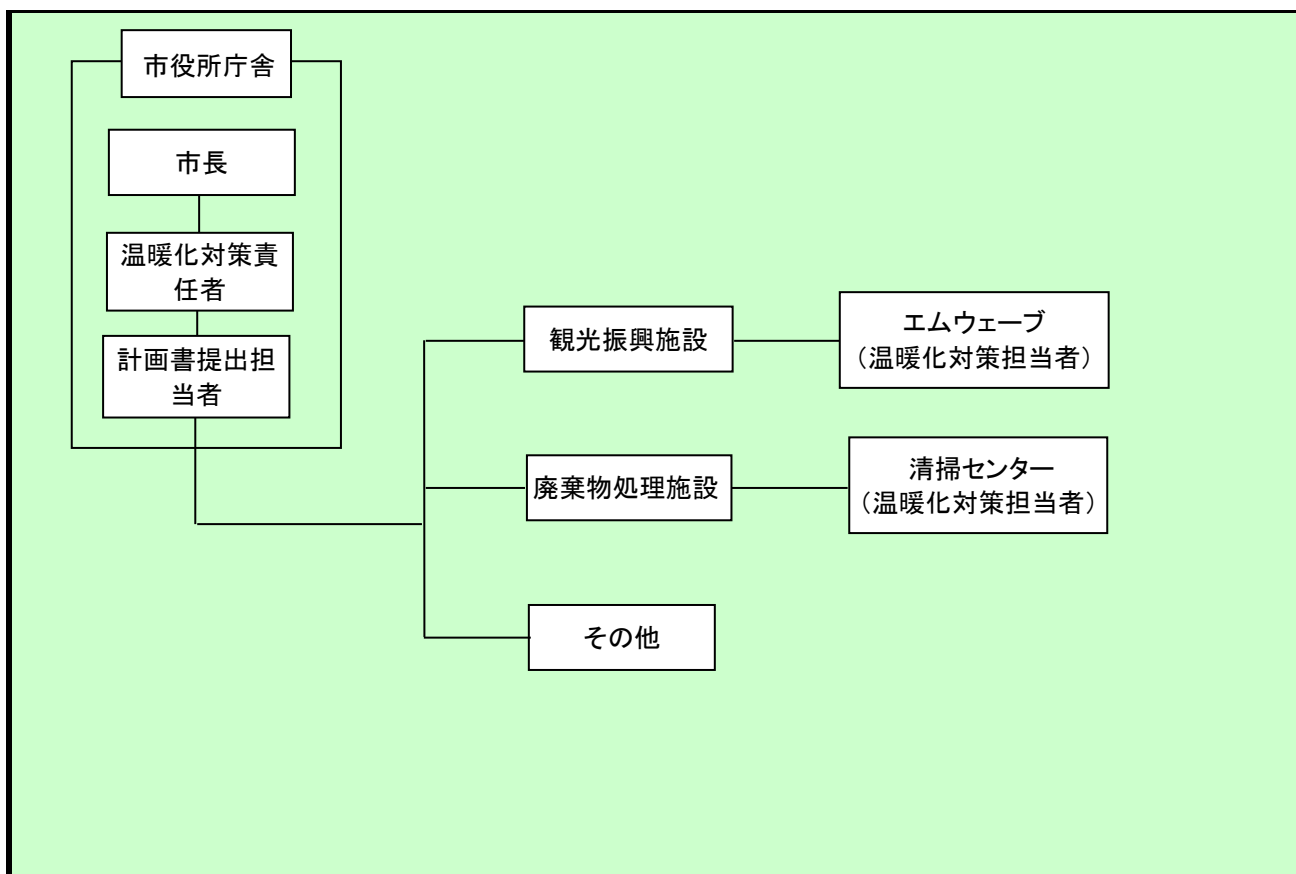 市役所庁舎
市長
温暖化対策責
任者
計画書提出担
当者
観光振興施設
エムウェーブ
（温暖化対策担当者）
廃棄物処理施設
清掃センター
（温暖化対策担当者）
その他